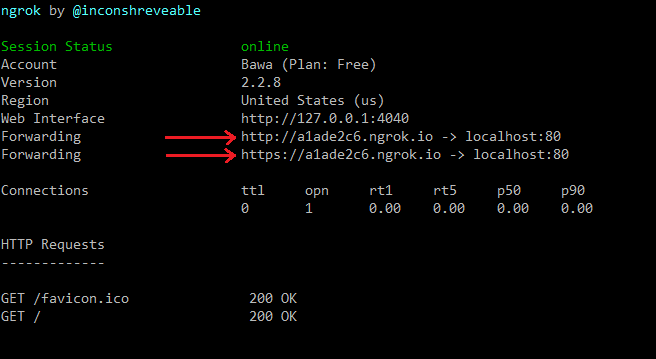 ngrok by @inconshreveable
Session Status online
Account Bawa (Plan: Free)
Version 2.2.8
Region United States (us)
Web Interface http://127.0.0.1:4040
Forwarding http://a1ade2c6.ngrok.io -> localhost:80
Forwarding https://a1ade2c6.ngrok.io -> localhost:80
Connections ttl opn rt1 rt5 p50 p90
0 1 0.00 0.00 0.00 0.00
HTTP Requests
-------------
GET /favicon.ico 200 OK
GET / 200 OK